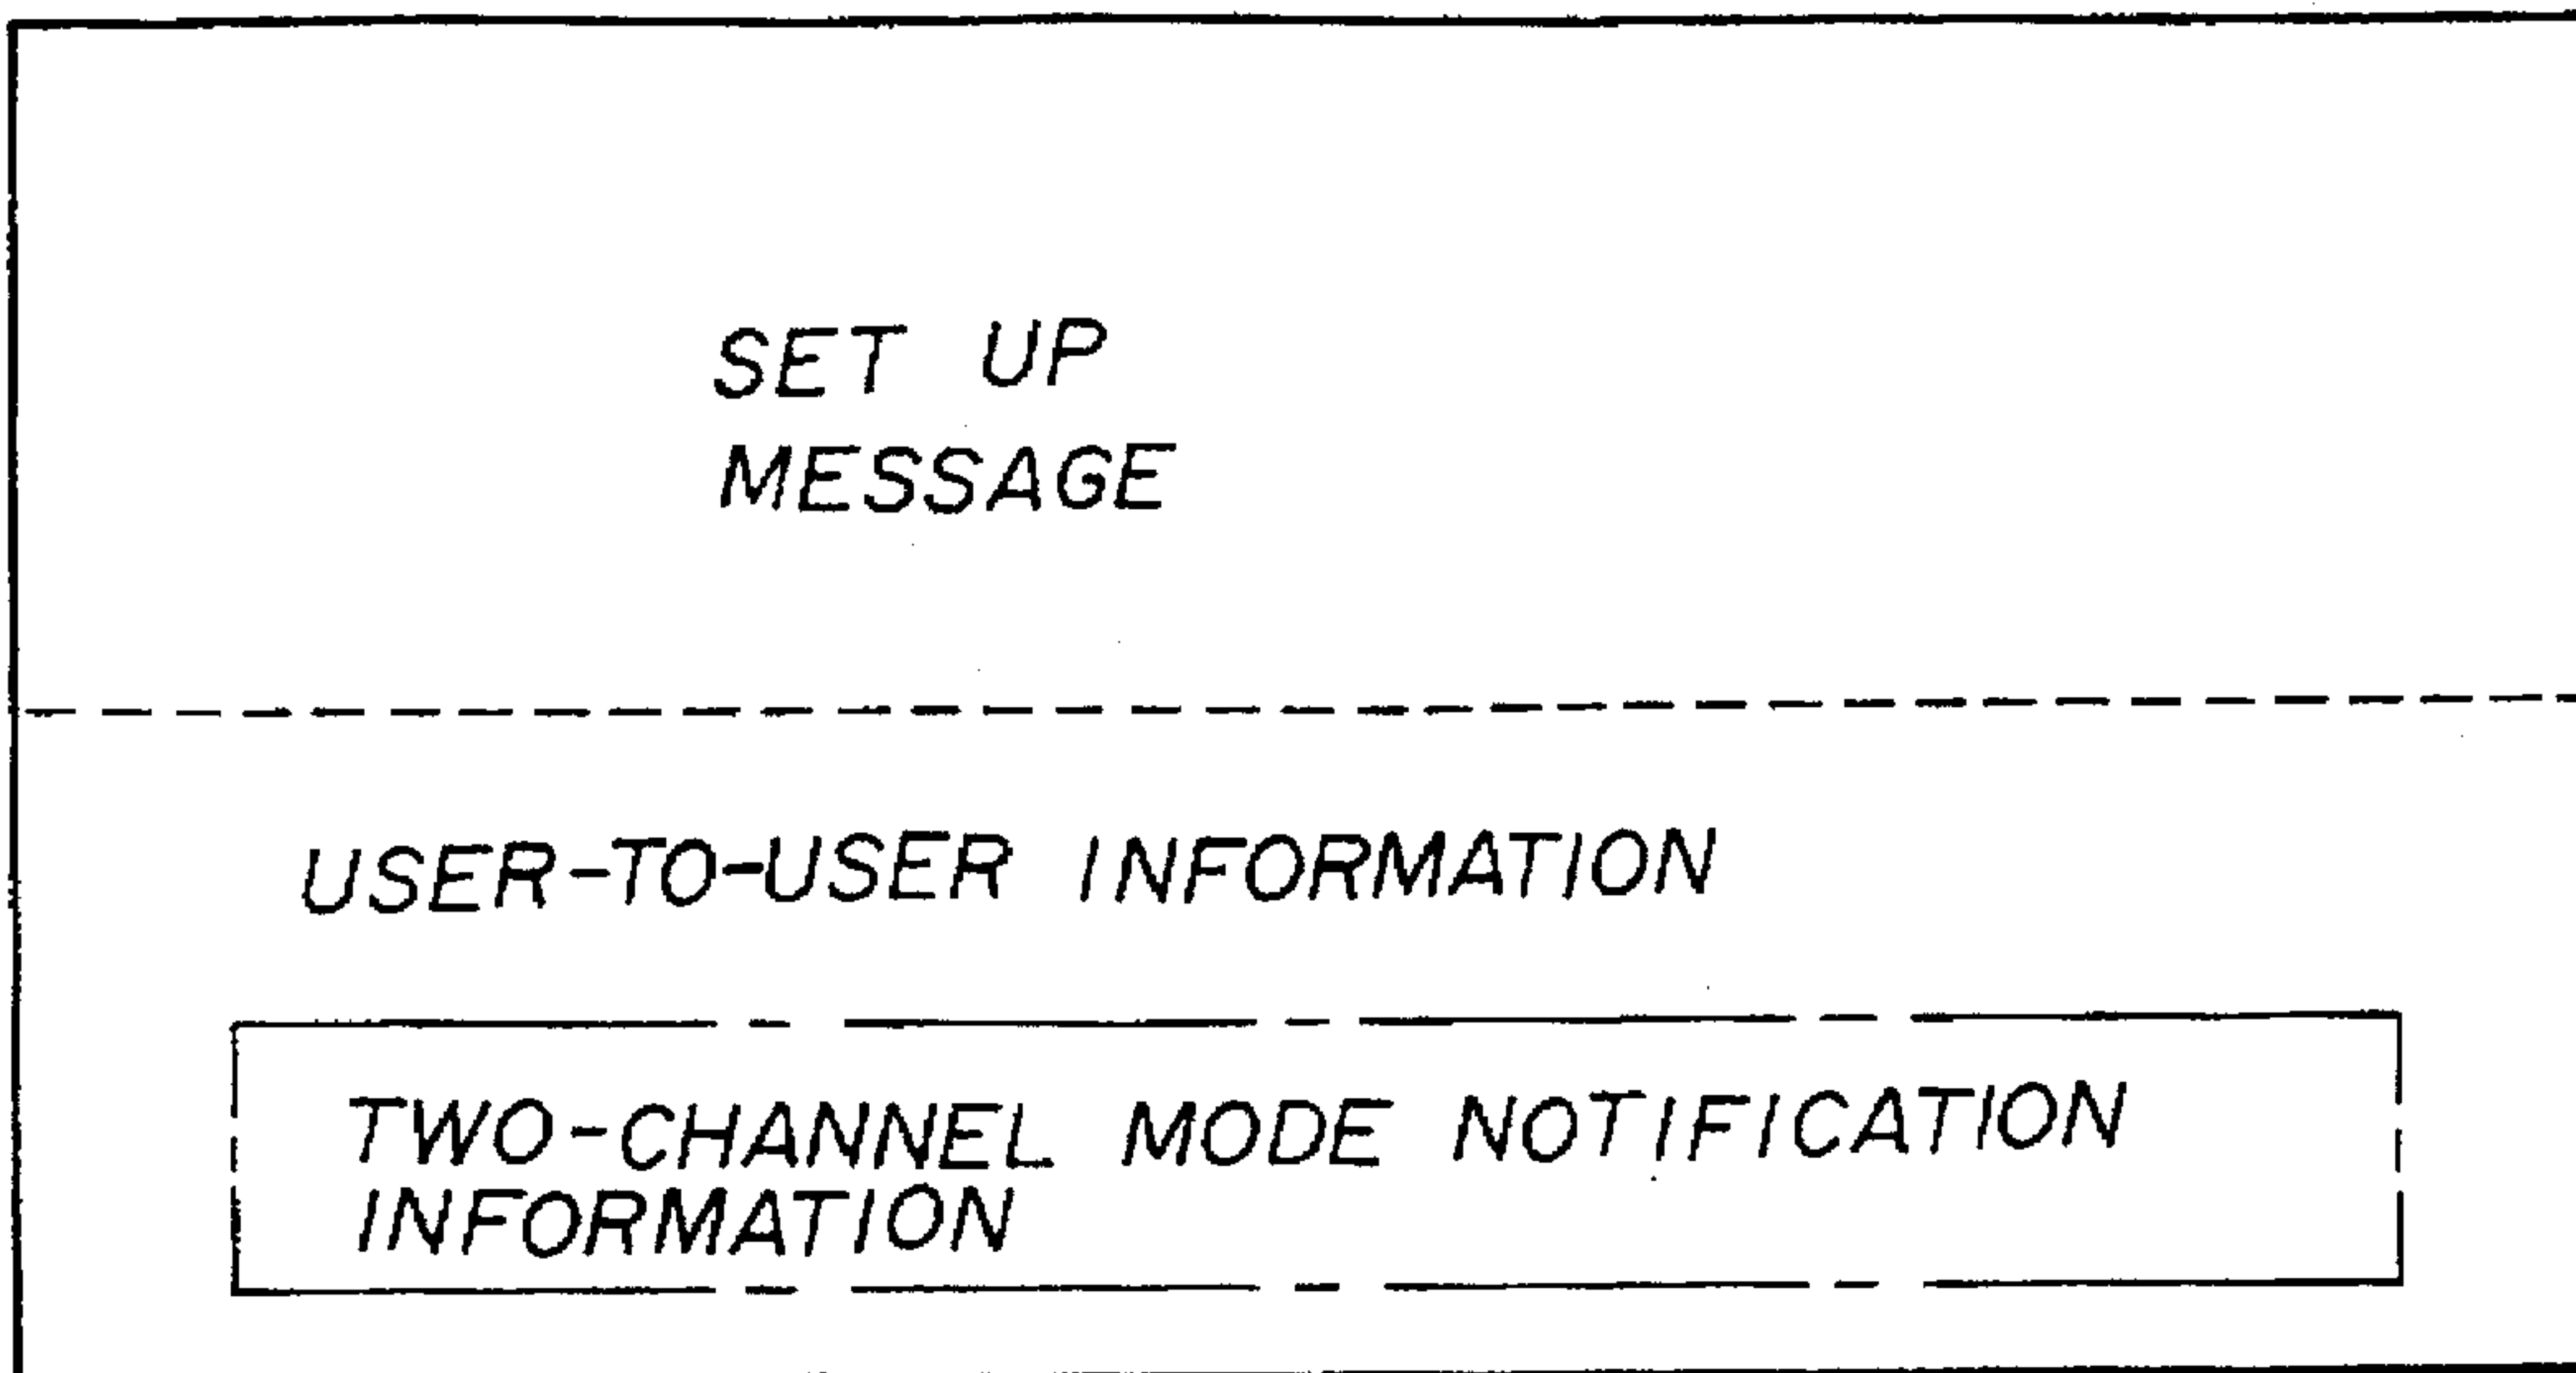 SET UP
MESSAGE
USER-TO-USER INFORMATION
TWO-CHANNEL MODE NOTIFICATION
INFORMATION